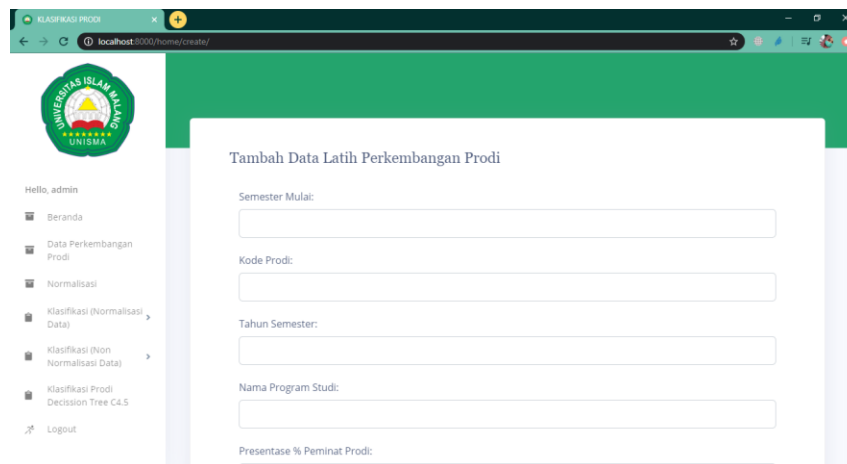 KLASIFIKASI PRODI
localhost:8000/home/create/
UNIVERSITAS ISLAM MALANG
UNISMA
Hello, admin
Beranda
Data Perkembangan
Prodi
Normalisasi
Klasifikasi (Normalisasi
Data)
Klasifikasi (Non
Normalisasi Data)
Klasifikasi Prodi
Decission Tree C4.5
Logout
Tambah Data Latih Perkembangan Prodi
Semester Mulai:
Kode Prodi:
Tahun Semester:
Nama Program Studi:
Presentase % Peminat Prodi: